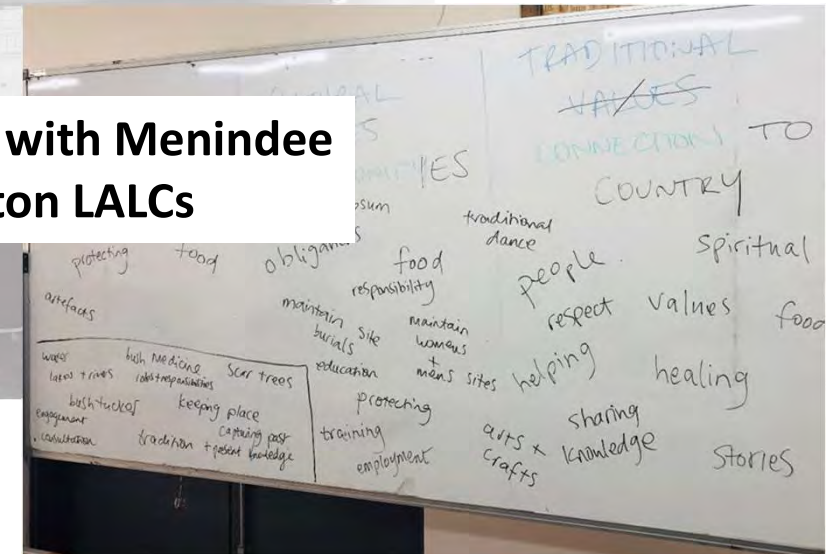 with Menindee
ton LALCs
TRADITIONAL
VALUES
CONNECTION TO
COUNTRY
traditional
dance
people
spiritual
respect
values
food
helping
healing
arts +
crafts
sharing
knowledge
stories
food
responsibility
maintain site
burials
maintain
womens
+
mens sites
education
protecting
training
employment
protecting
food
artefacts
water
bush medicine
scar trees
lakes + rivers
roles + responsibilities
bush tucker
keeping place
engagement
capturing past
+ present knowledge
consultation
tradition